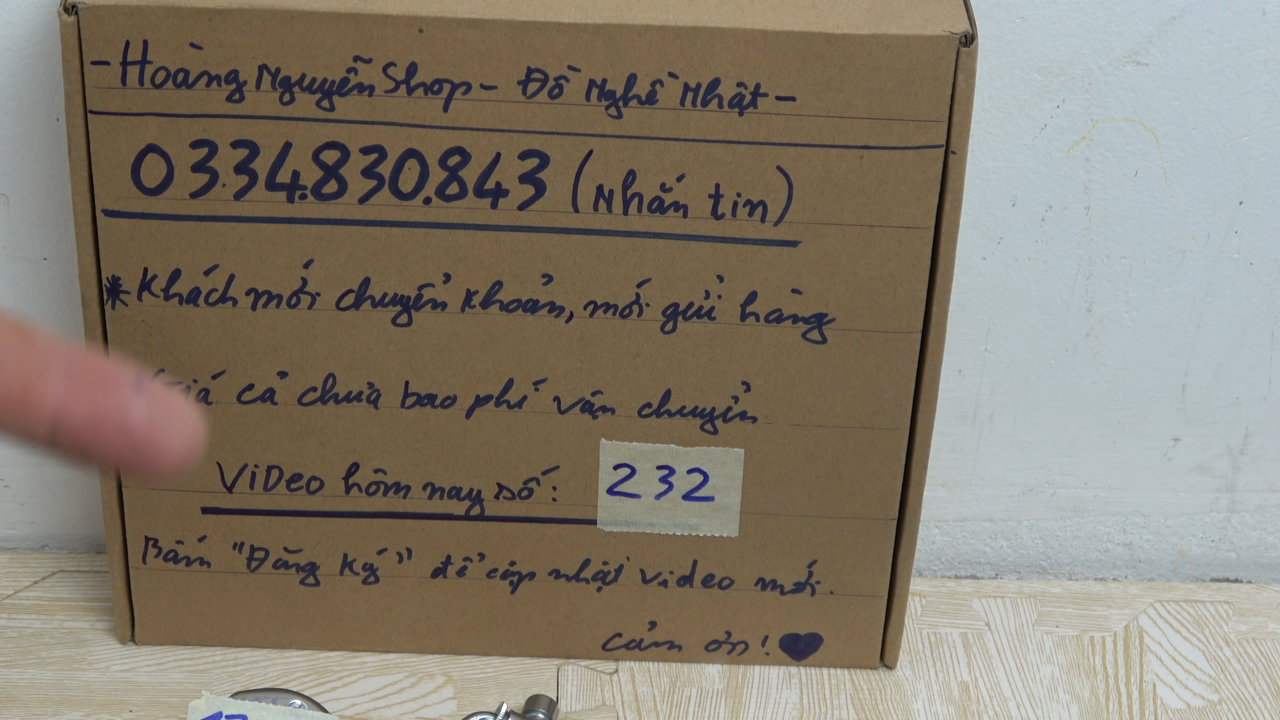 - Hoàng Nguyễn Shop - Đồ Nghề Nhật -
0334.830.843 (Nhắn tin)
* Khách mới chuyển khoản, mới gửi hàng
Giá cả chưa bao phí vận chuyển
Video hôm nay số: 232
Bấm "Đăng ký" để cập nhật video mới.
cảm ơn! ♥